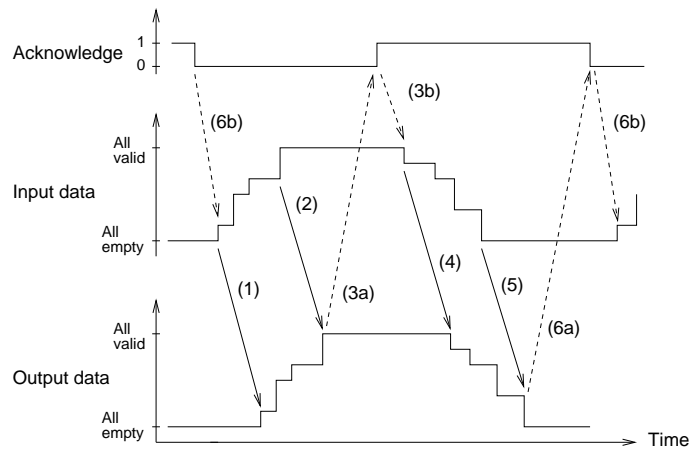 Acknowledge
1
0
(6b)
(3b)
(6b)
All
valid
Input data
All
empty
(2)
(1)
(3a)
(4)
(5)
(6a)
All
valid
Output data
All
empty
Time